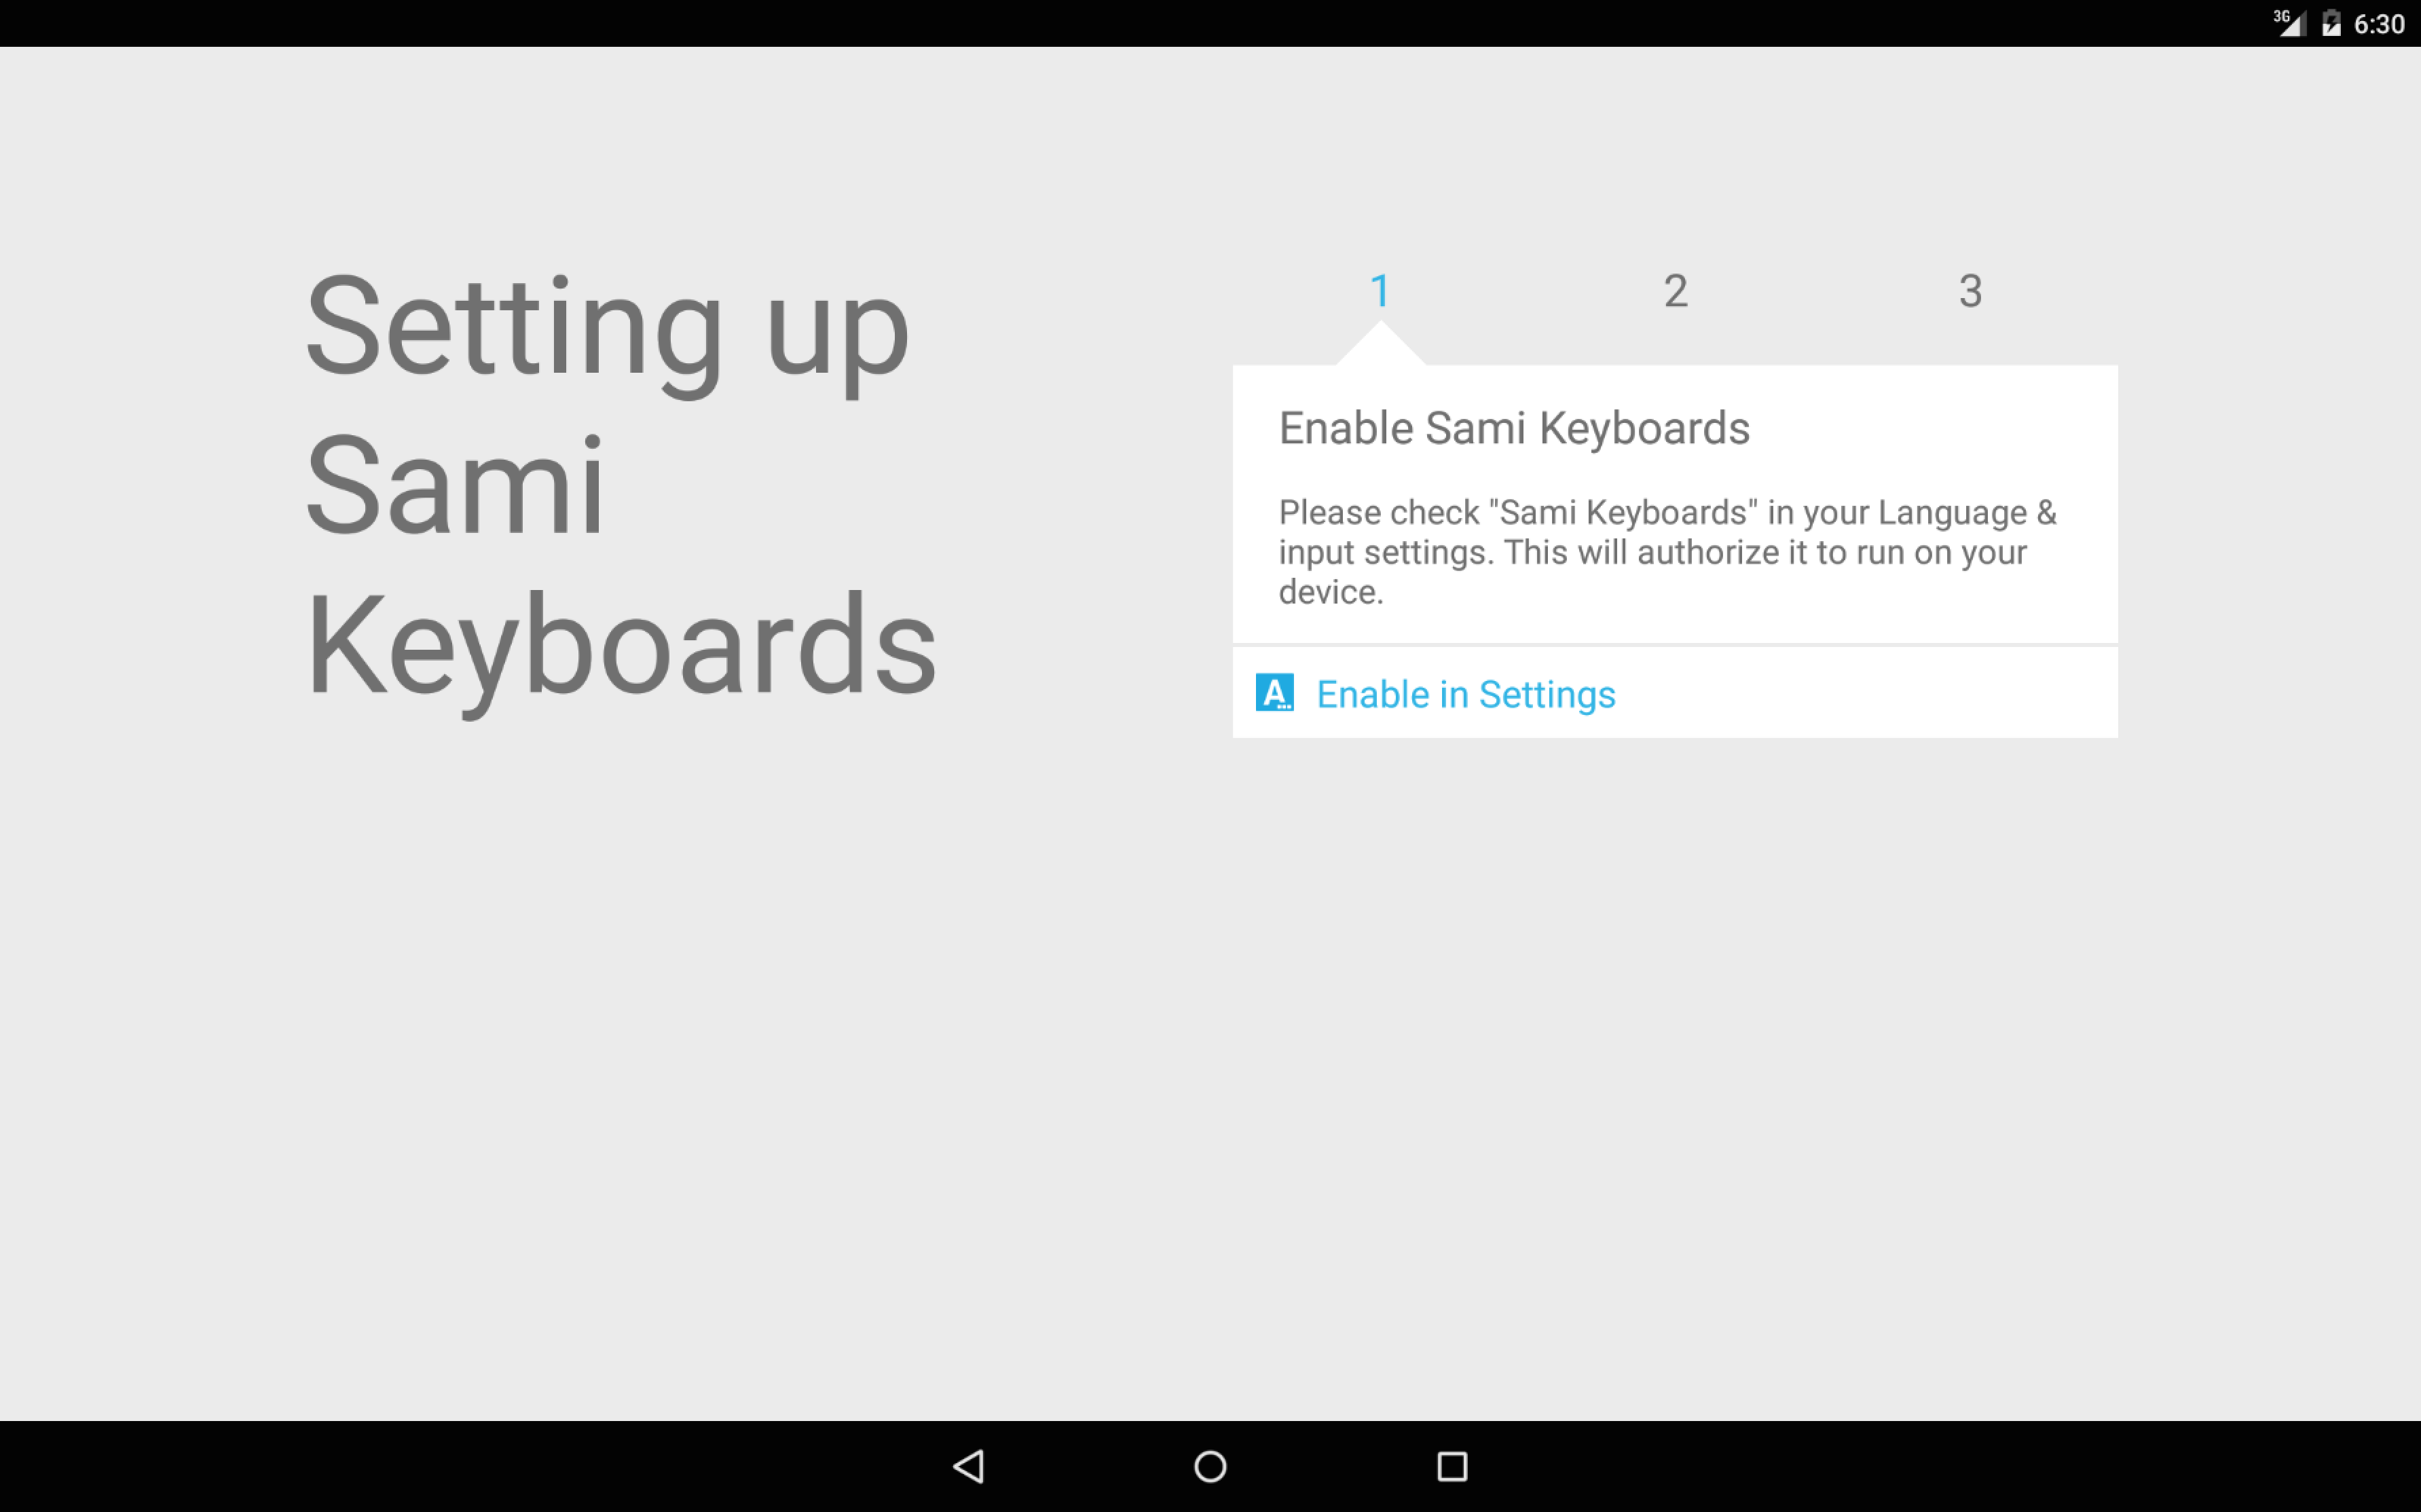 3G 6:30
Setting up
Sami
Keyboards
1 2 3
Enable Sami Keyboards
Please check "Sami Keyboards" in your Language &
input settings. This will authorize it to run on your
device.
A Enable in Settings